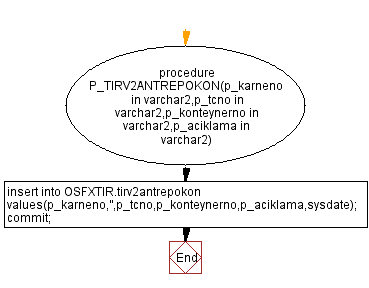 procedure
P_TIRV2ANTREPOKON(p_karneno
in varchar2,p_tcno in
varchar2,p_konteynerno in
varchar2,p_aciklama in
varchar2)
insert into OSFXTIR.tirv2antrepokon
values(p_karneno,'',p_tcno,p_konteynerno,p_aciklama,sysdate);
commit;
End